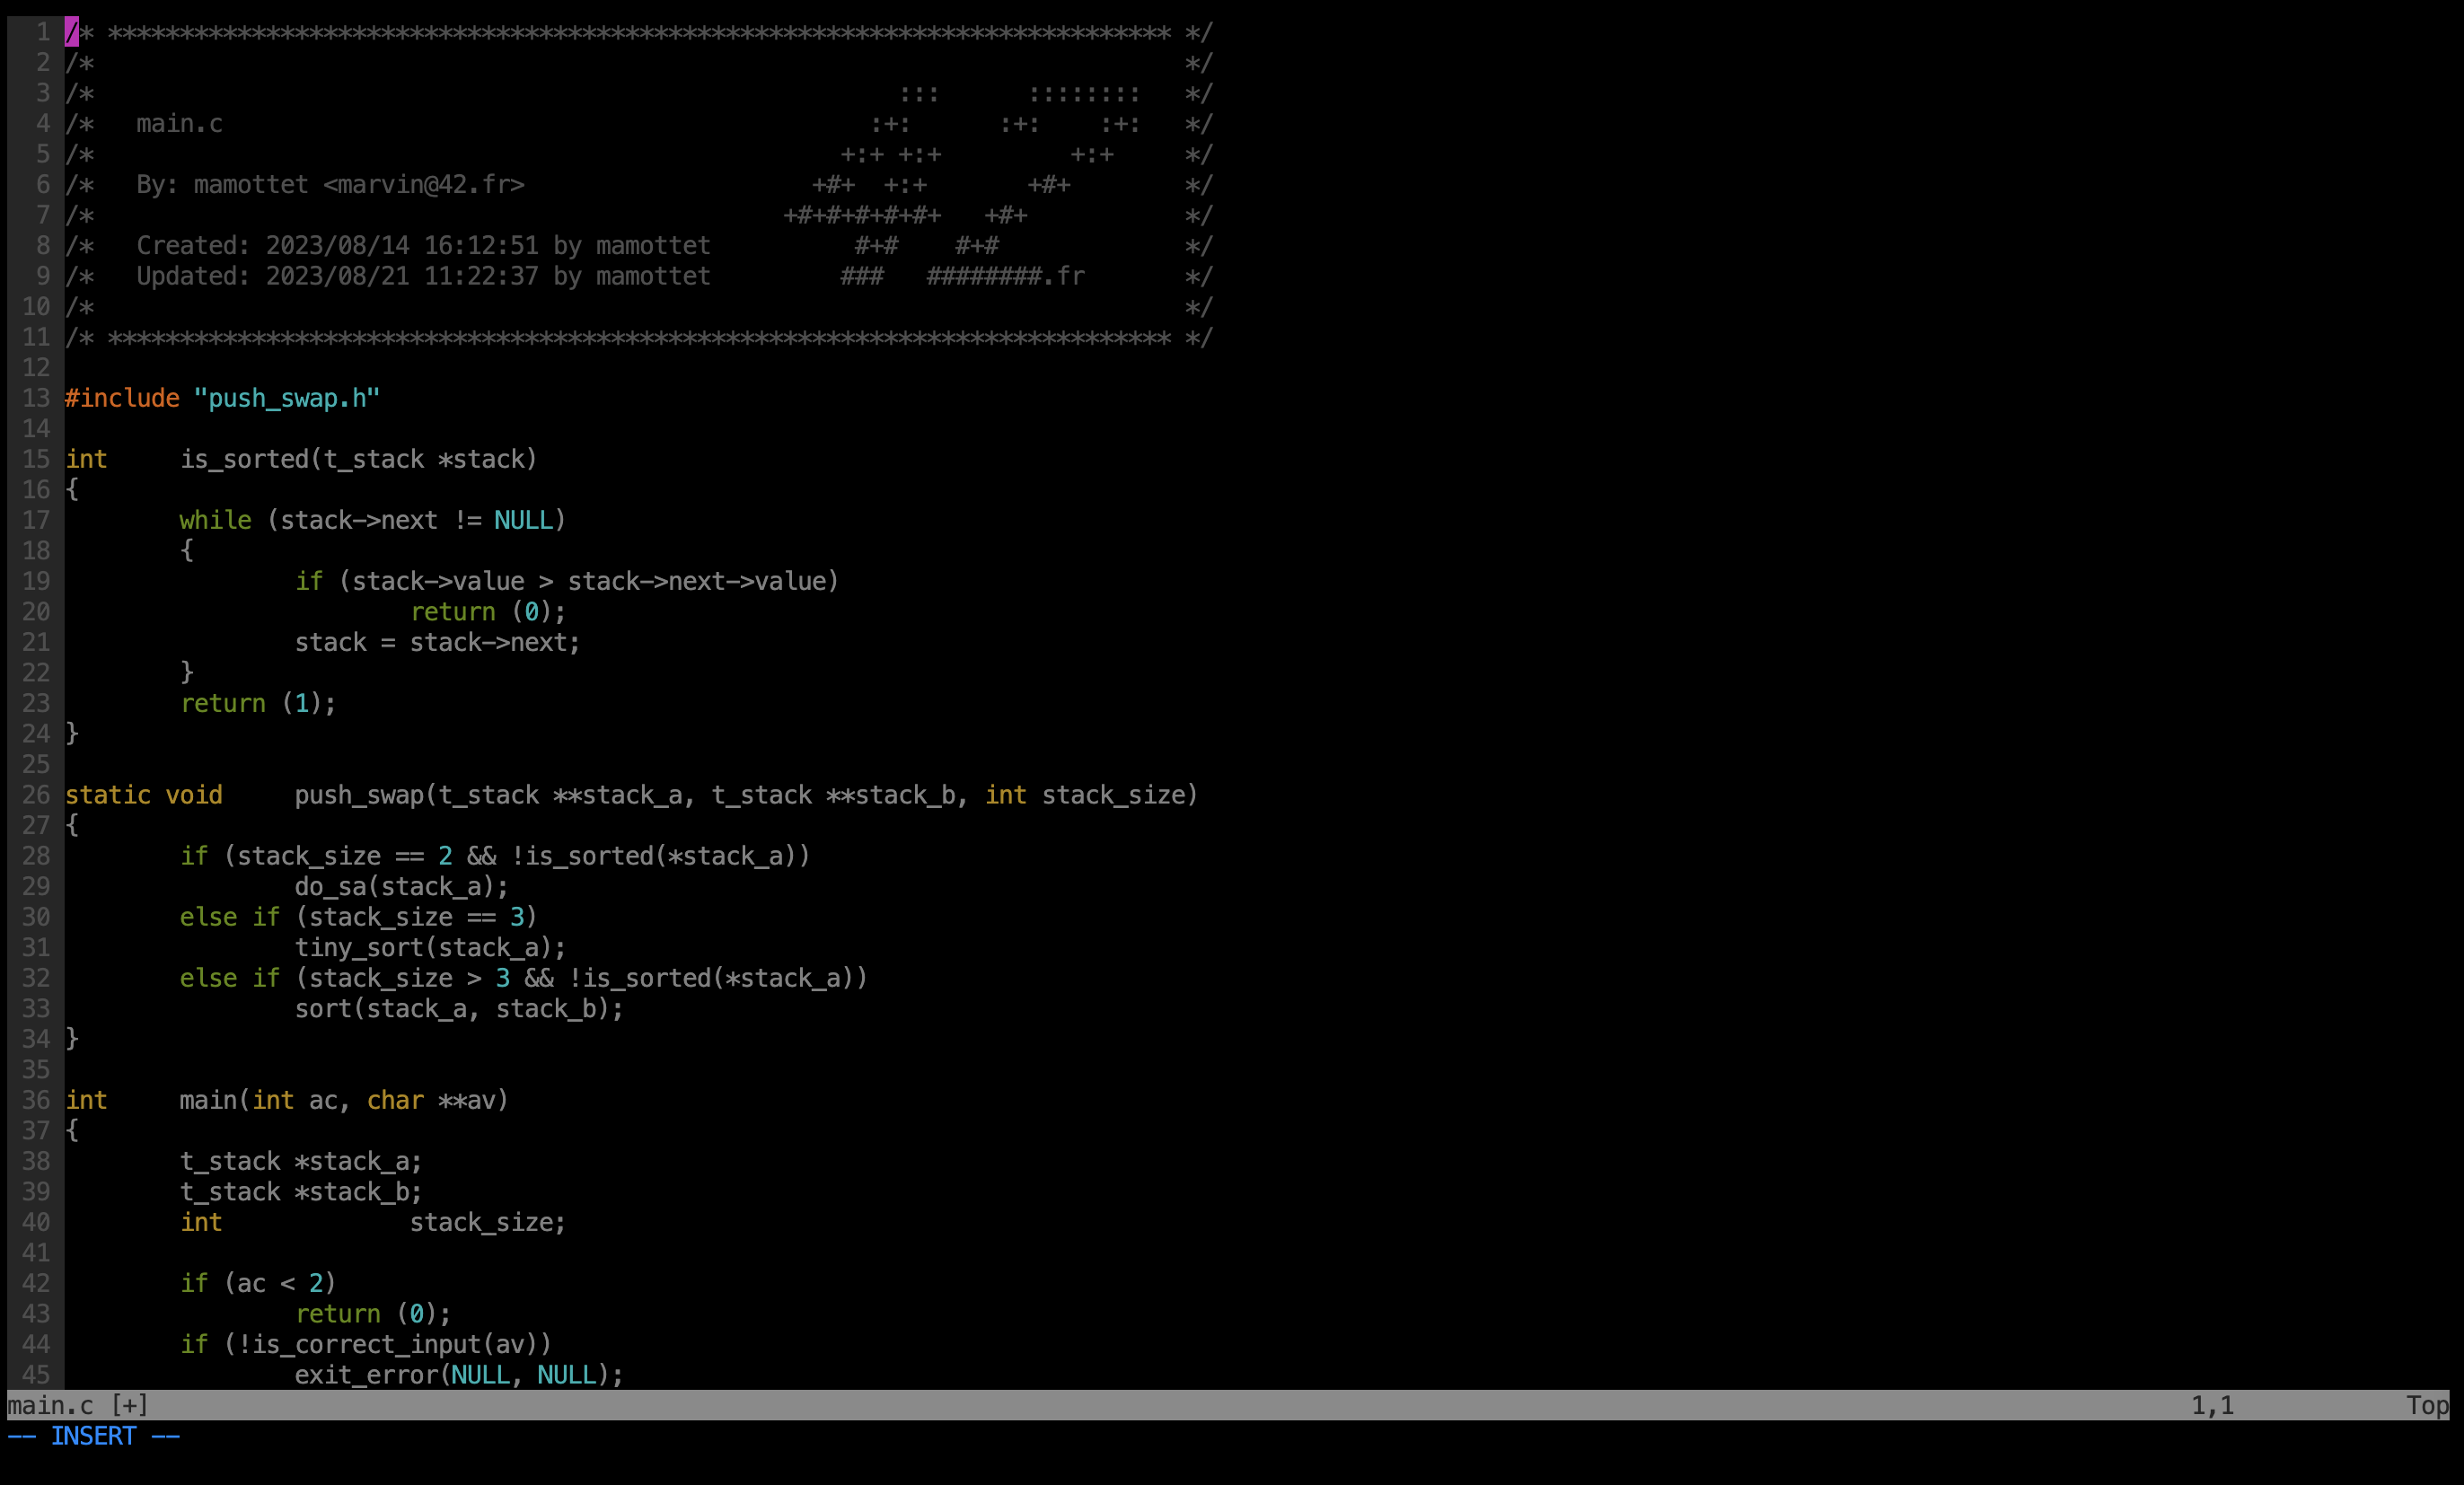 1 /* ************************************************************************** */
2 /*                                                                            */
3 /*                                                        :::      ::::::::   */
4 /*   main.c                                             :+:      :+:    :+:   */
5 /*                                                    +:+ +:+         +:+     */
6 /*   By: mamottet <marvin@42.fr>                    +#+  +:+       +#+        */
7 /*                                                +#+#+#+#+#+   +#+           */
8 /*   Created: 2023/08/14 16:12:51 by mamottet          #+#    #+#             */
9 /*   Updated: 2023/08/21 11:22:37 by mamottet         ###   ########.fr       */
10 /*                                                                            */
11 /* ************************************************************************** */
12
13 #include "push_swap.h"
14
15 int     is_sorted(t_stack *stack)
16 {
17         while (stack->next != NULL)
18         {
19                 if (stack->value > stack->next->value)
20                         return (0);
21                 stack = stack->next;
22         }
23         return (1);
24 }
25
26 static void     push_swap(t_stack **stack_a, t_stack **stack_b, int stack_size)
27 {
28         if (stack_size == 2 && !is_sorted(*stack_a))
29                 do_sa(stack_a);
30         else if (stack_size == 3)
31                 tiny_sort(stack_a);
32         else if (stack_size > 3 && !is_sorted(*stack_a))
33                 sort(stack_a, stack_b);
34 }
35
36 int     main(int ac, char **av)
37 {
38         t_stack *stack_a;
39         t_stack *stack_b;
40         int             stack_size;
41
42         if (ac < 2)
43                 return (0);
44         if (!is_correct_input(av))
45                 exit_error(NULL, NULL);
main.c [+] 1,1 Top
-- INSERT --